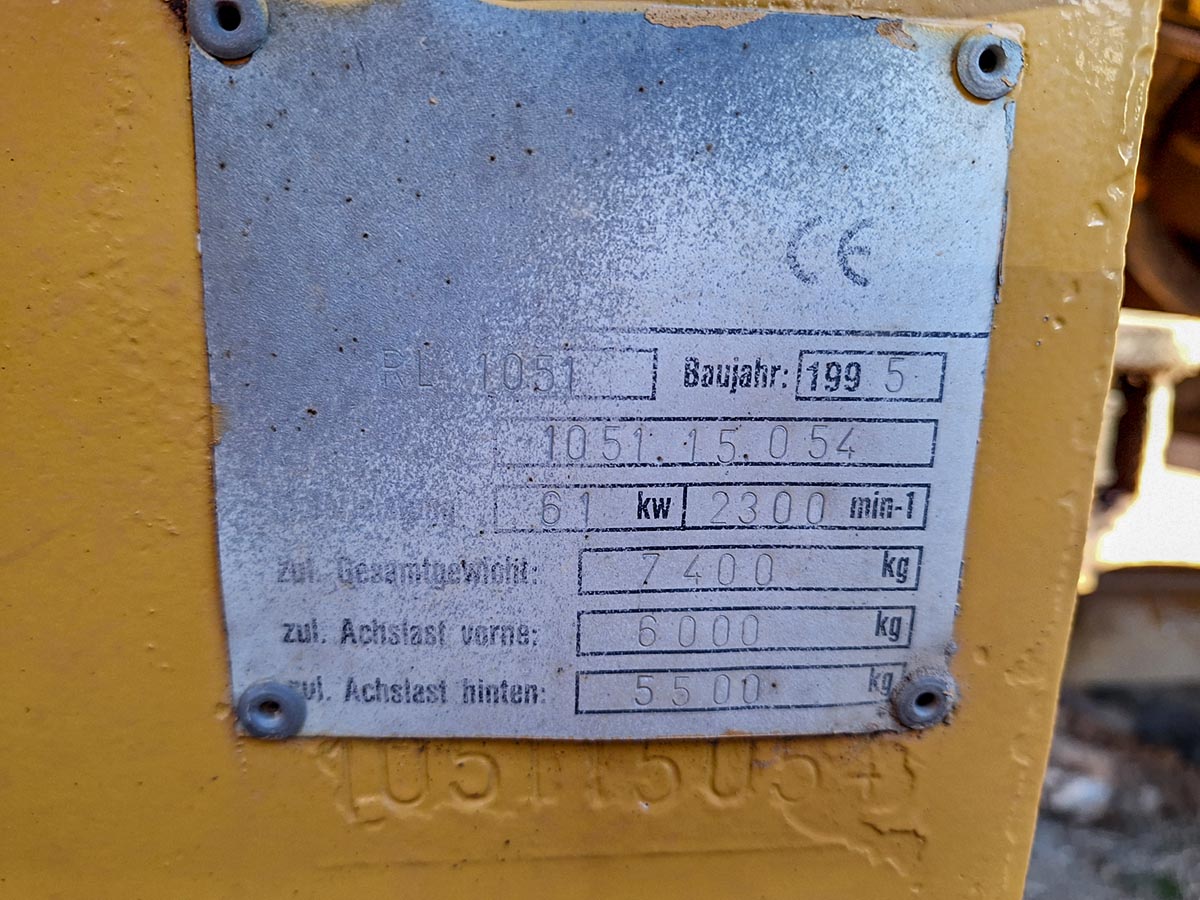 CE
RL 1051 Baujahr: 199 5
1051.15.054
61 kw 2300 min-1
zul. Gesamtgewicht: 7400 kg
zul. Achslast vorne: 6000 kg
zul. Achslast hinten: 5500 kg
105115054